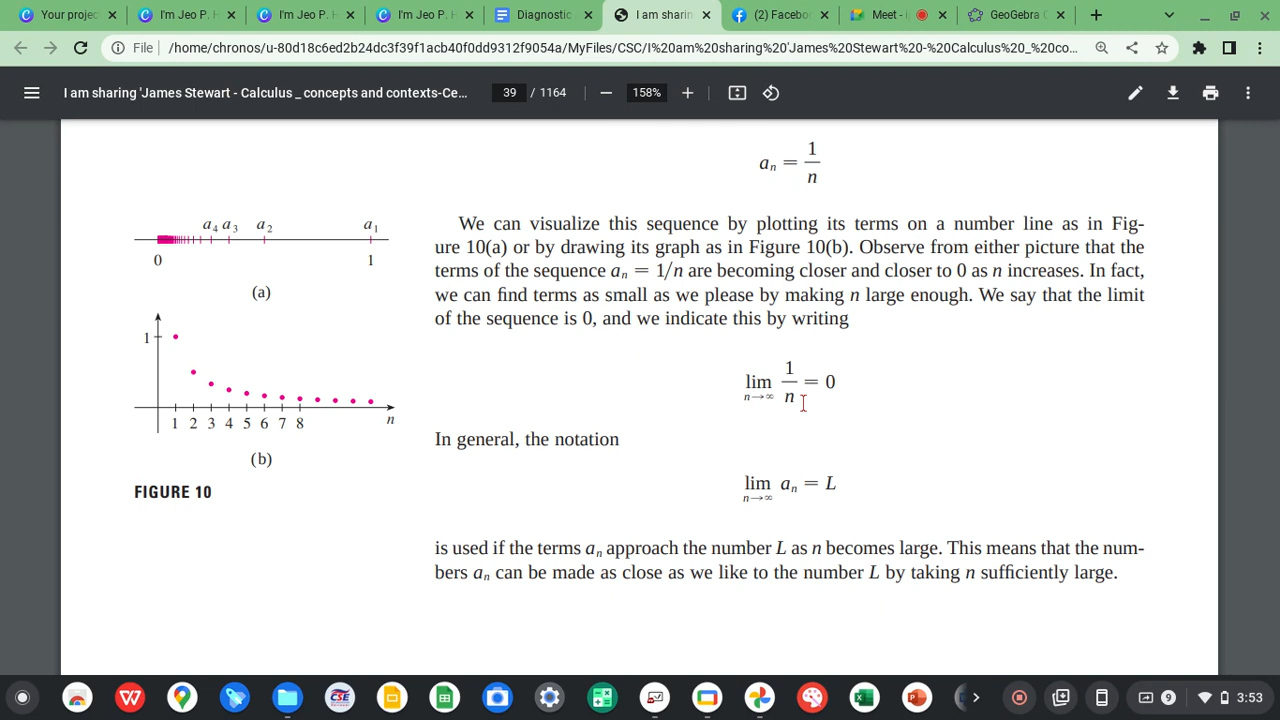 Your projec
I'm Jeo P. H
I'm Jeo P. H
I'm Jeo P. H
Diagnostic
I am sharin
(2) Facebo
Meet -
GeoGebra C
File
/home/chronos/u-80d18c6ed2b24dc3f39f1acb40f0dd9312f9054a/MyFiles/CSC/I%20am%20sharing%20'James%20Stewart%20-%20Calculus%20_%20co...
I am sharing 'James Stewart - Calculus _ concepts and contexts-Ce...
39 / 1164
158%
aₙ = 1/n
a₄ a₃ a₂ a₁
0 1
(a)
1
1 2 3 4 5 6 7 8 n
(b)
FIGURE 10
We can visualize this sequence by plotting its terms on a number line as in Fig-
ure 10(a) or by drawing its graph as in Figure 10(b). Observe from either picture that the
terms of the sequence aₙ = 1/n are becoming closer and closer to 0 as n increases. In fact,
we can find terms as small as we please by making n large enough. We say that the limit
of the sequence is 0, and we indicate this by writing
lim n→∞ 1/n = 0
In general, the notation
lim n→∞ aₙ = L
is used if the terms aₙ approach the number L as n becomes large. This means that the num-
bers aₙ can be made as close as we like to the number L by taking n sufficiently large.
9
3:53